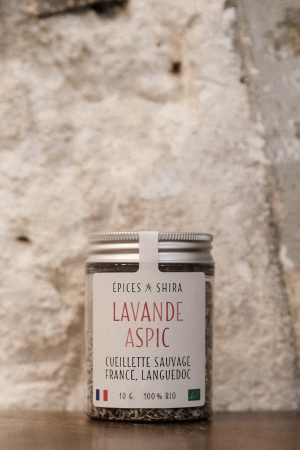 ÉPICES & SHIRA
LAVANDE
ASPIC
CUEILLETTE SAUVAGE
FRANCE, LANGUEDOC
10 G. 100% BIO